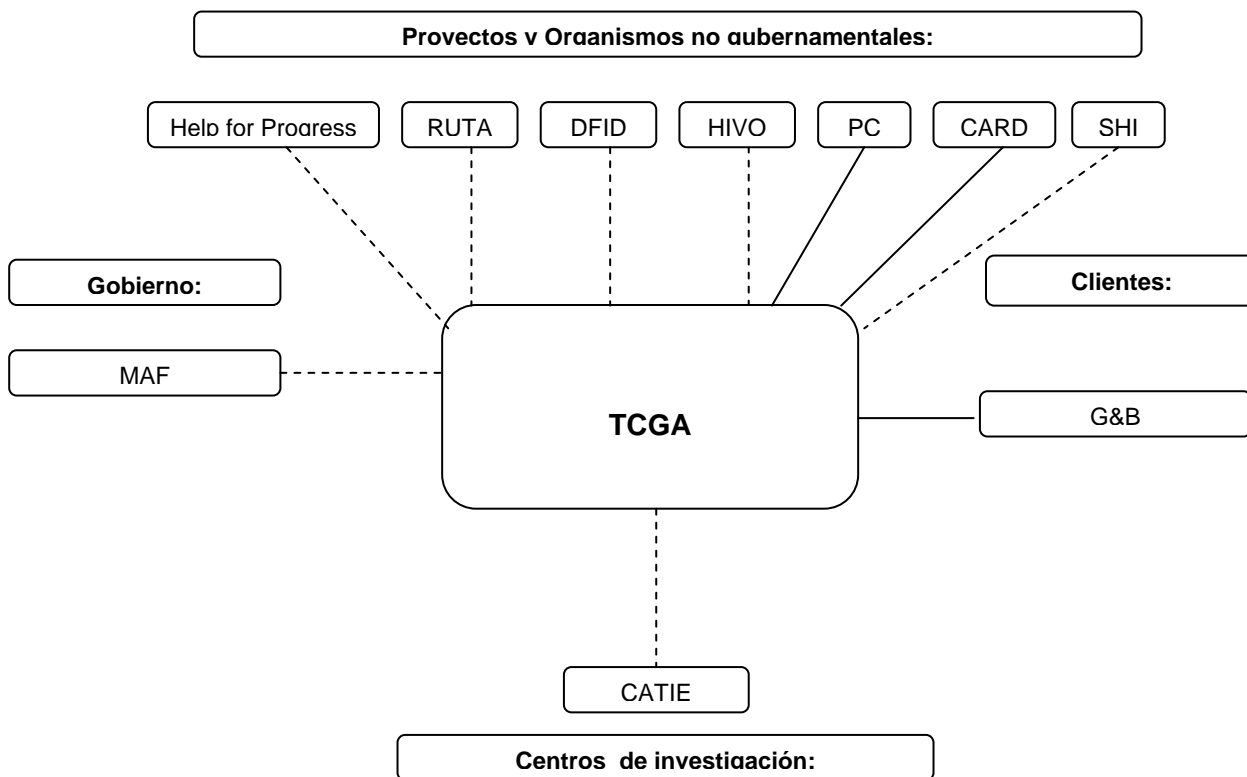 Proyectos y Organismos no gubernamentales:
Help for Progress
RUTA
DFID
HIVO
PC
CARD
SHI
Gobierno:
Clientes:
MAF
TCGA
G&B
CATIE
Centros de investigación: